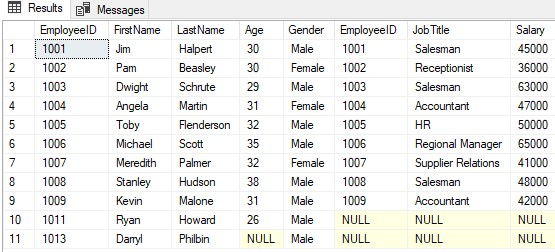 Results Messages
EmployeeID FirstName LastName Age Gender EmployeeID JobTitle Salary
1 1001 Jim Halpert 30 Male 1001 Salesman 45000
2 1002 Pam Beasley 30 Female 1002 Receptionist 36000
3 1003 Dwight Schrute 29 Male 1003 Salesman 63000
4 1004 Angela Martin 31 Female 1004 Accountant 47000
5 1005 Toby Flenderson 32 Male 1005 HR 50000
6 1006 Michael Scott 35 Male 1006 Regional Manager 65000
7 1007 Meredith Palmer 32 Female 1007 Supplier Relations 41000
8 1008 Stanley Hudson 38 Male 1008 Salesman 48000
9 1009 Kevin Malone 31 Male 1009 Accountant 42000
10 1011 Ryan Howard 26 Male NULL NULL NULL
11 1013 Darryl Philbin NULL Male NULL NULL NULL